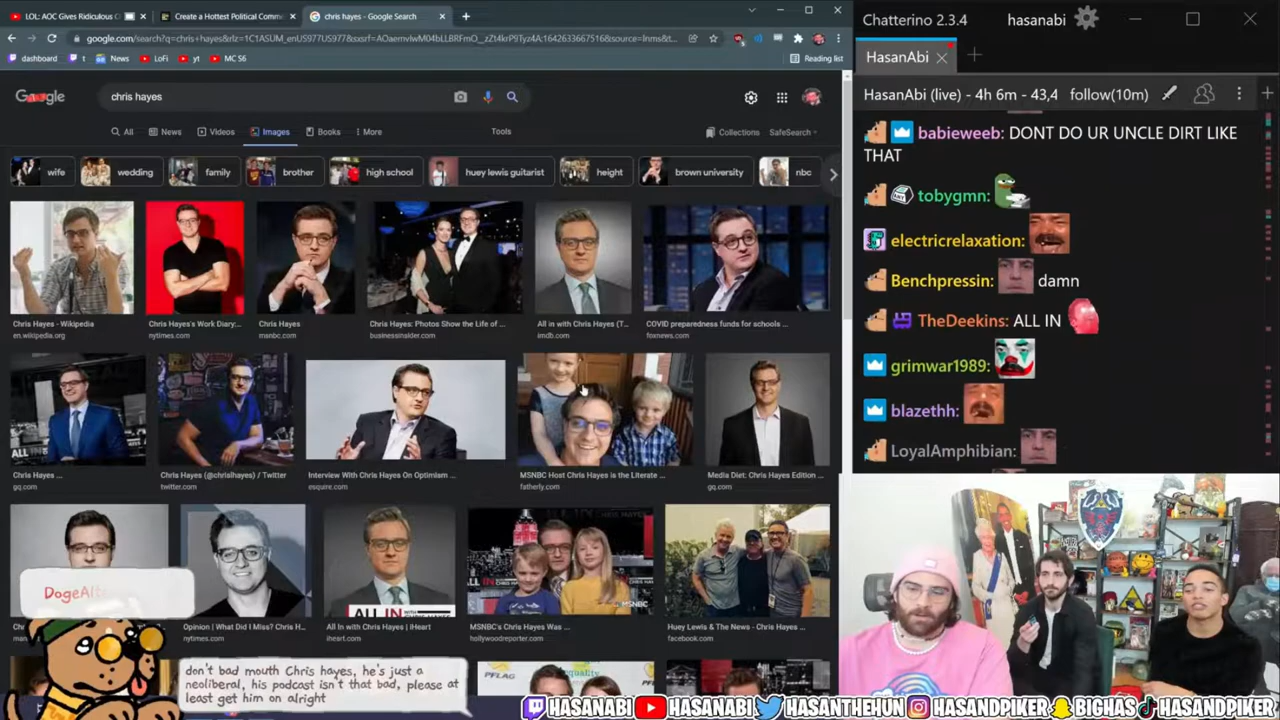 LOL: AOC Gives Ridiculous C
Create a Hottest Political Comme
chris hayes - Google Search
Chatterino 2.3.4
hasanabi
dashboard
t
News
LoFi
yt
MC S6
Reading list
HasanAbi
chris hayes
HasanAbi (live) - 4h 6m - 43,4
follow(10m)
All
News
Videos
Images
Books
More
Tools
Collections
SafeSearch
wife
wedding
family
brother
high school
huey lewis guitarist
height
brown university
nbc
babieweeb: DONT DO UR UNCLE DIRT LIKE
THAT
tobygmn:
electricrelaxation:
Benchpressin: damn
TheDeekins: ALL IN
grimwar1989:
blazethh:
LoyalAmphibian:
Chris Hayes - Wikipedia
en.wikipedia.org
Chris Hayes's Work Diary:...
nytimes.com
Chris Hayes
msnbc.com
Chris Hayes: Photos Show the Life of ...
businessinsider.com
All in with Chris Hayes (T...
imdb.com
COVID preparedness funds for schools ...
foxnews.com
Chris Hayes ...
gq.com
Chris Hayes (@chrislhayes) / Twitter
twitter.com
Interview With Chris Hayes On Optimism ...
esquire.com
MSNBC Host Chris Hayes is the Literate ...
fatherly.com
Media Diet: Chris Hayes Edition ...
gq.com
ALL IN
Opinion | What Did I Miss? Chris H...
nytimes.com
All In with Chris Hayes | iHeart
iheart.com
MSNBC's Chris Hayes Was ...
hollywoodreporter.com
Huey Lewis & The News - Chris Hayes ...
facebook.com
MSNBC
PFLAG
DogeAlt
don't bad mouth Chris hayes, he's just a
neoliberal, his podcast isn't that bad, please at
least get him on alright
HASANABI
HASANABI
HASANTHEHUN
HASANDPIKER
BIGHAS
HASANDPIKER